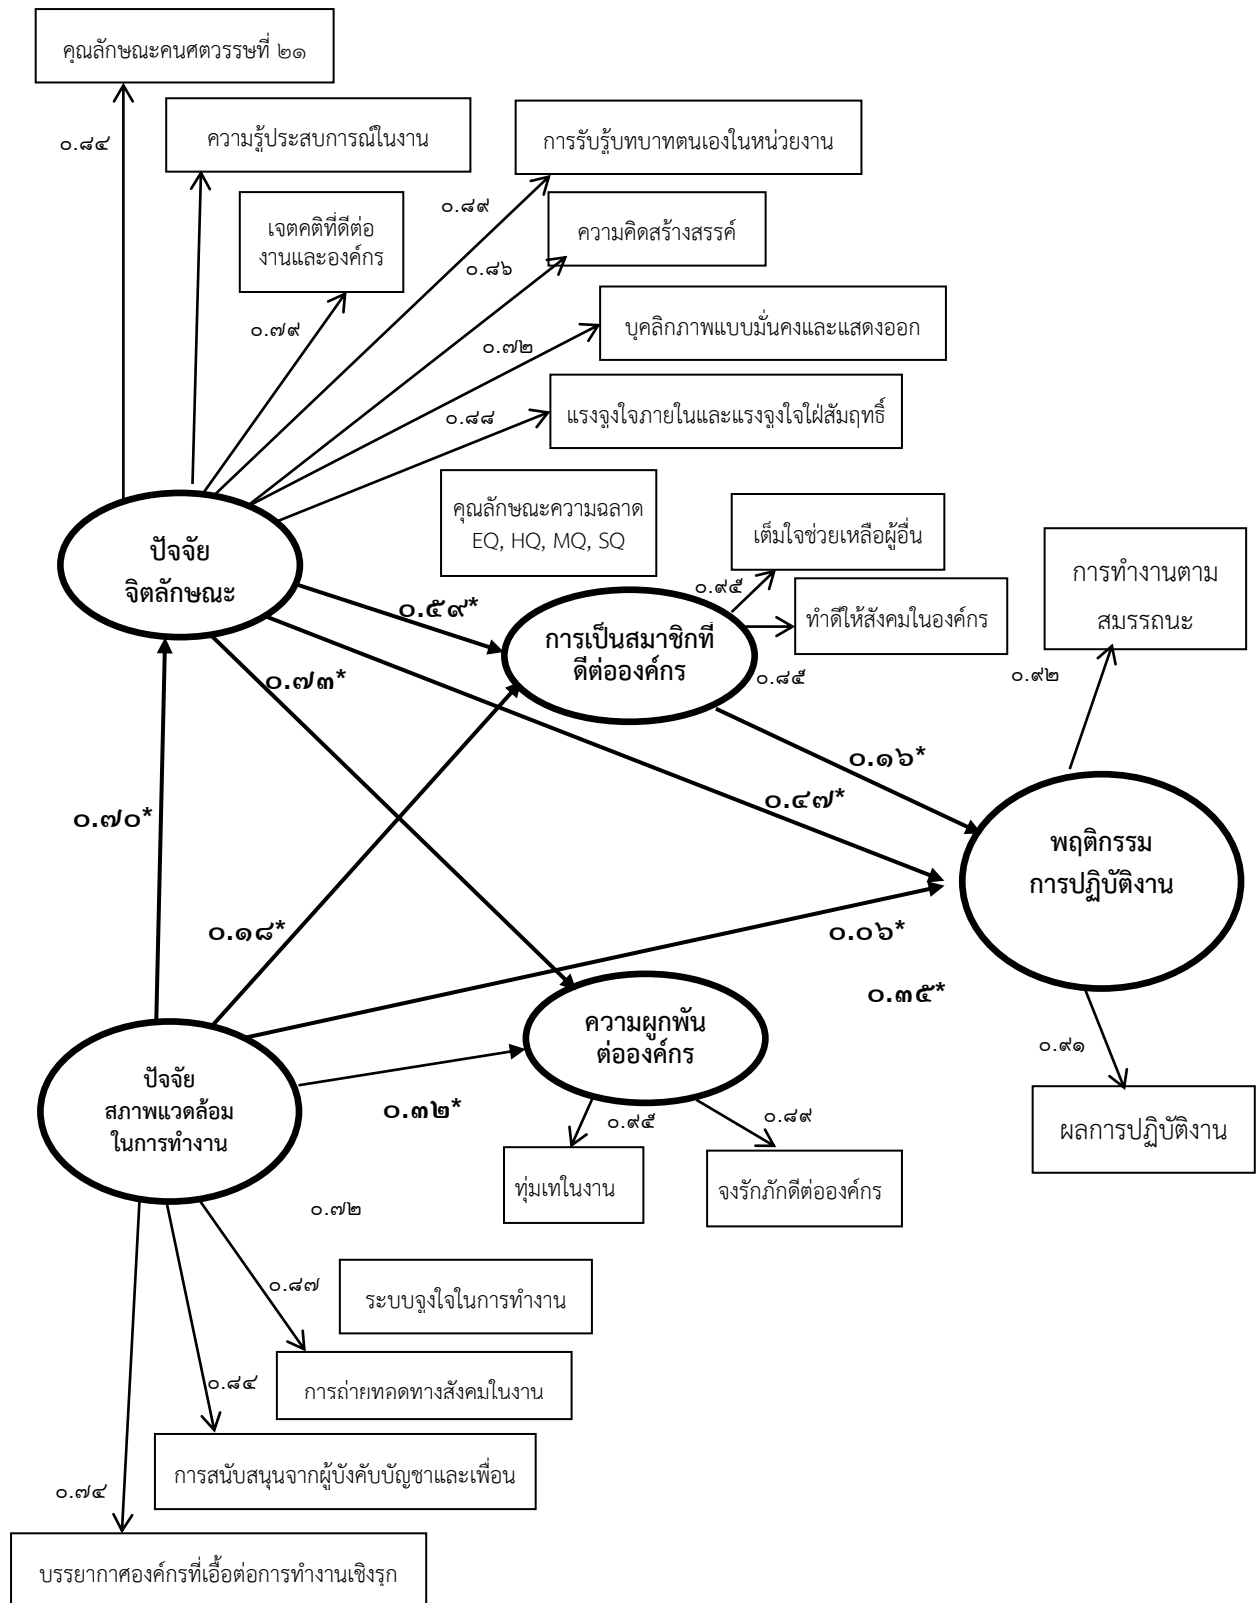 คุณลักษณะคนศตวรรษที่ ๒๑
๐.๘๔
ความรู้ประสบการณ์ในงาน
การรับรู้บทบาทตนเองในหน่วยงาน
๐.๘๙
เจตคติที่ดีต่อ
งานและองค์กร
ความคิดสร้างสรรค์
๐.๘๖
๐.๗๙
บุคลิกภาพแบบมั่นคงและแสดงออก
๐.๗๒
แรงจูงใจภายในและแรงจูงใจใฝ่สัมฤทธิ์
๐.๘๘
คุณลักษณะความฉลาด
EQ, HQ, MQ, SQ
เต็มใจช่วยเหลือผู้อื่น
๐.๙๕
ทำดีให้สังคมในองค์กร
๐.๘๕
การทำงานตาม
สมรรถนะ
๐.๙๒
ปัจจัย
จิตลักษณะ
๐.๕๙*
การเป็นสมาชิกที่
ดีต่อองค์กร
๐.๗๓*
๐.๑๖*
๐.๔๗*
๐.๗๐*
พฤติกรรม
การปฏิบัติงาน
๐.๑๘*
๐.๐๖*
๐.๓๕*
ความผูกพัน
ต่อองค์กร
๐.๙๑
ปัจจัย
สภาพแวดล้อม
ในการทำงาน
๐.๓๒*
๐.๙๕
๐.๘๙
ผลการปฏิบัติงาน
ทุ่มเทในงาน
จงรักภักดีต่อองค์กร
๐.๗๒
๐.๘๗
ระบบจูงใจในการทำงาน
๐.๘๔
การถ่ายทอดทางสังคมในงาน
การสนับสนุนจากผู้บังคับบัญชาและเพื่อน
๐.๗๔
บรรยากาศองค์กรที่เอื้อต่อการทำงานเชิงรุก